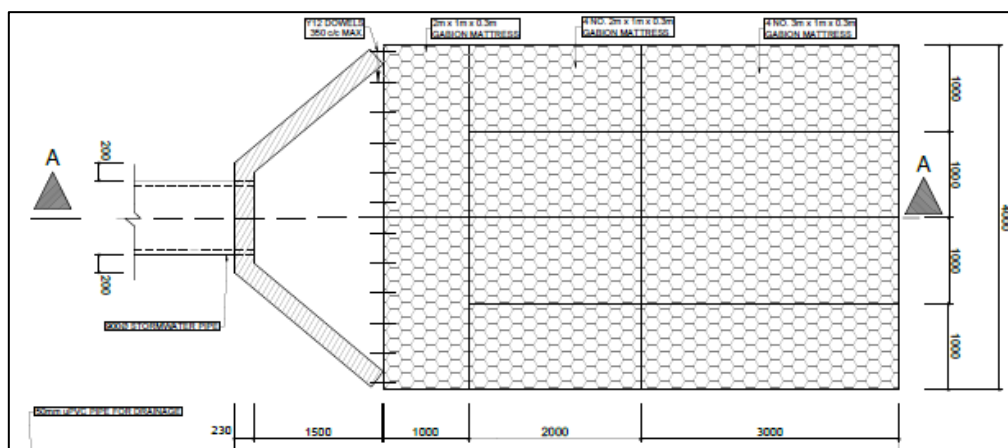 Y12 DOWELS
350 c/c MAX.
2m x 1m x 0.3m
GABION MATTRESS
4 NO. 2m x 1m x 0.3m
GABION MATTRESS
4 NO. 3m x 1m x 0.3m
GABION MATTRESS
1000
200
A
A
1000
4000
1000
200
STORMWATER PIPE
1000
50mm uPVC PIPE FOR DRAINAGE
230
1500
1000
2000
3000